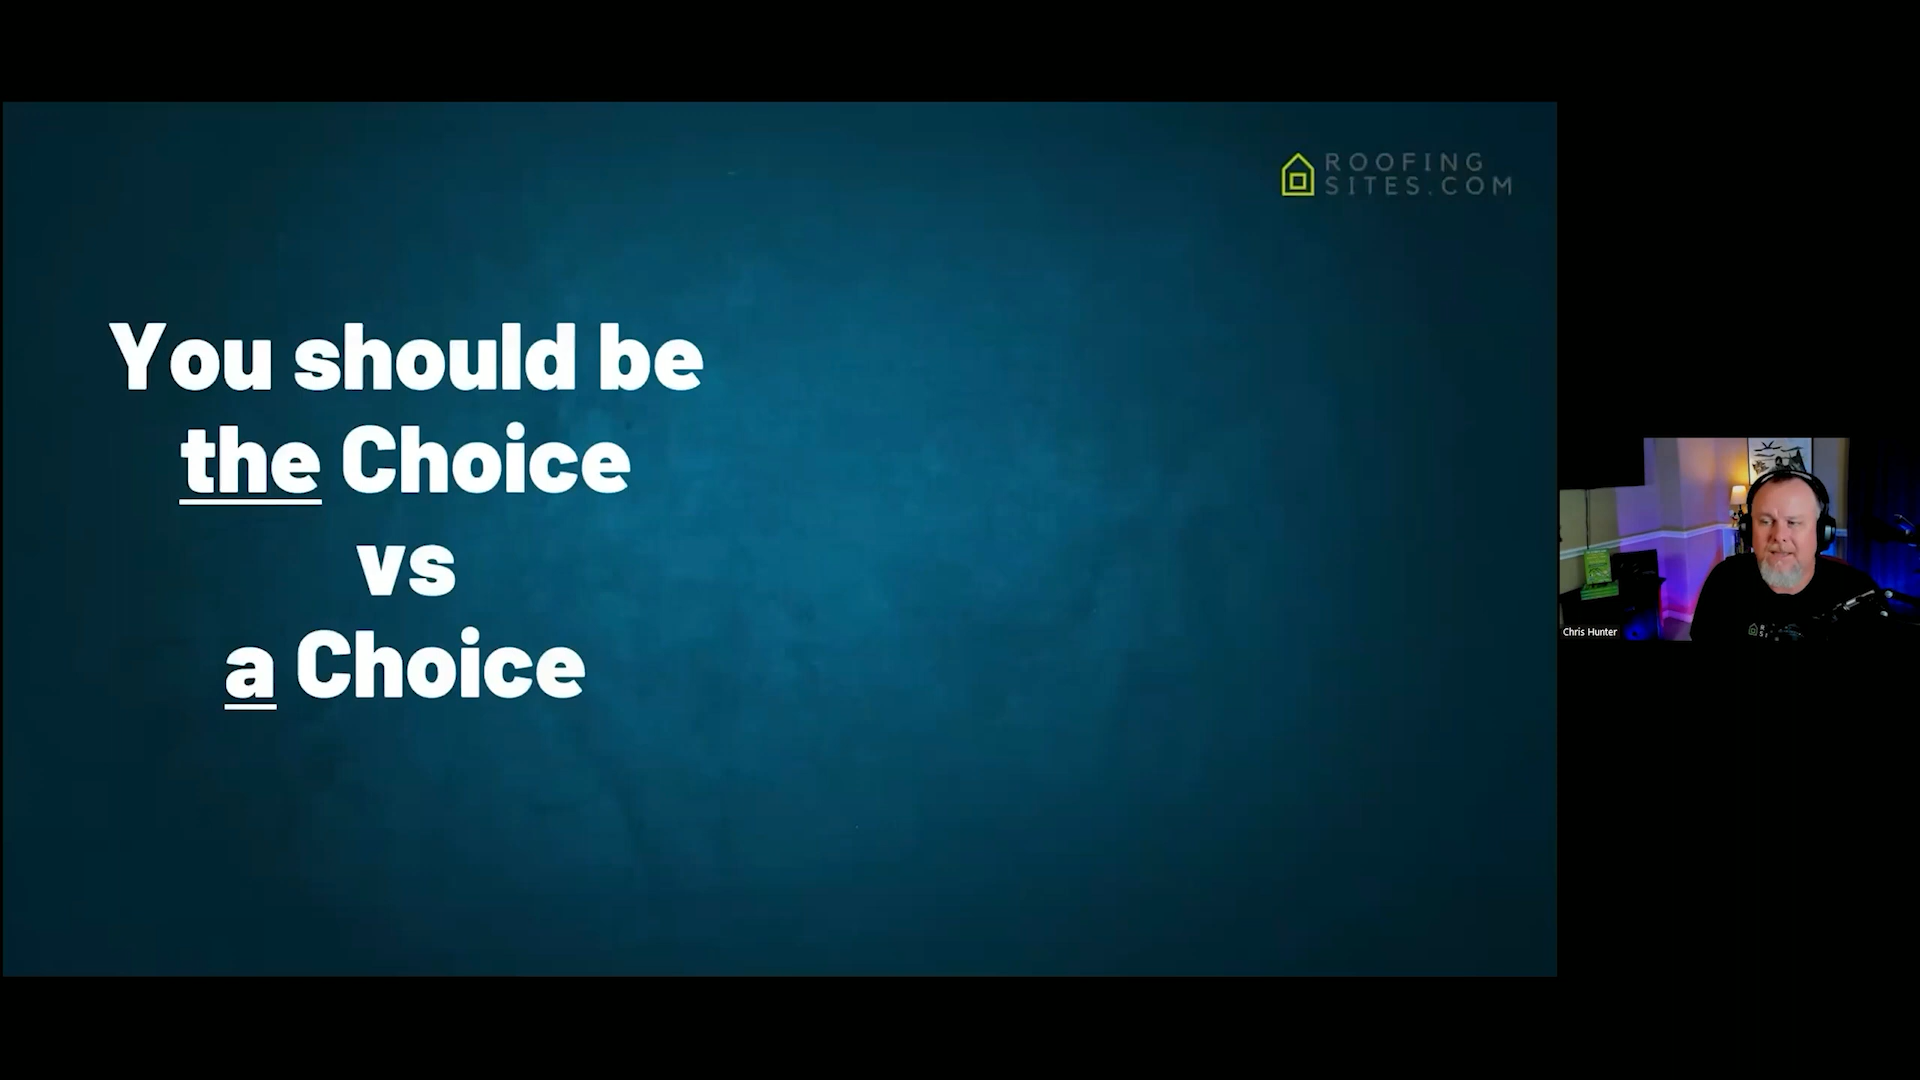 ROOFING
SITES.COM
You should be
the Choice
vs
a Choice
Chris Hunter